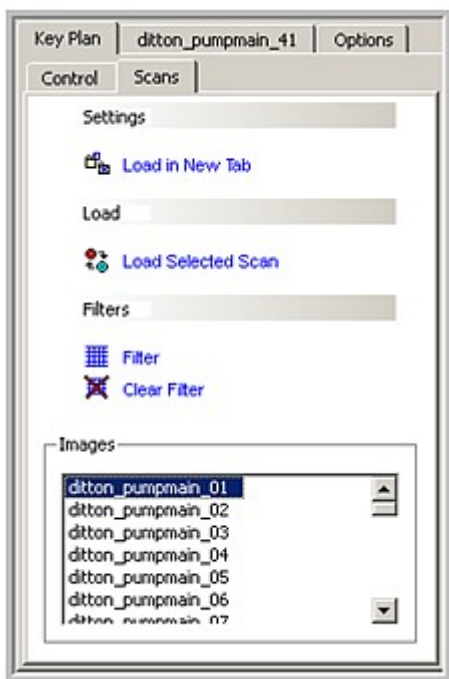 Key Plan ditton_pumpmain_41 Options
Control Scans
Settings
Load in New Tab
Load
Load Selected Scan
Filters
Filter
Clear Filter
Images
ditton_pumpmain_01
ditton_pumpmain_02
ditton_pumpmain_03
ditton_pumpmain_04
ditton_pumpmain_05
ditton_pumpmain_06
ditton_pumpmain_07